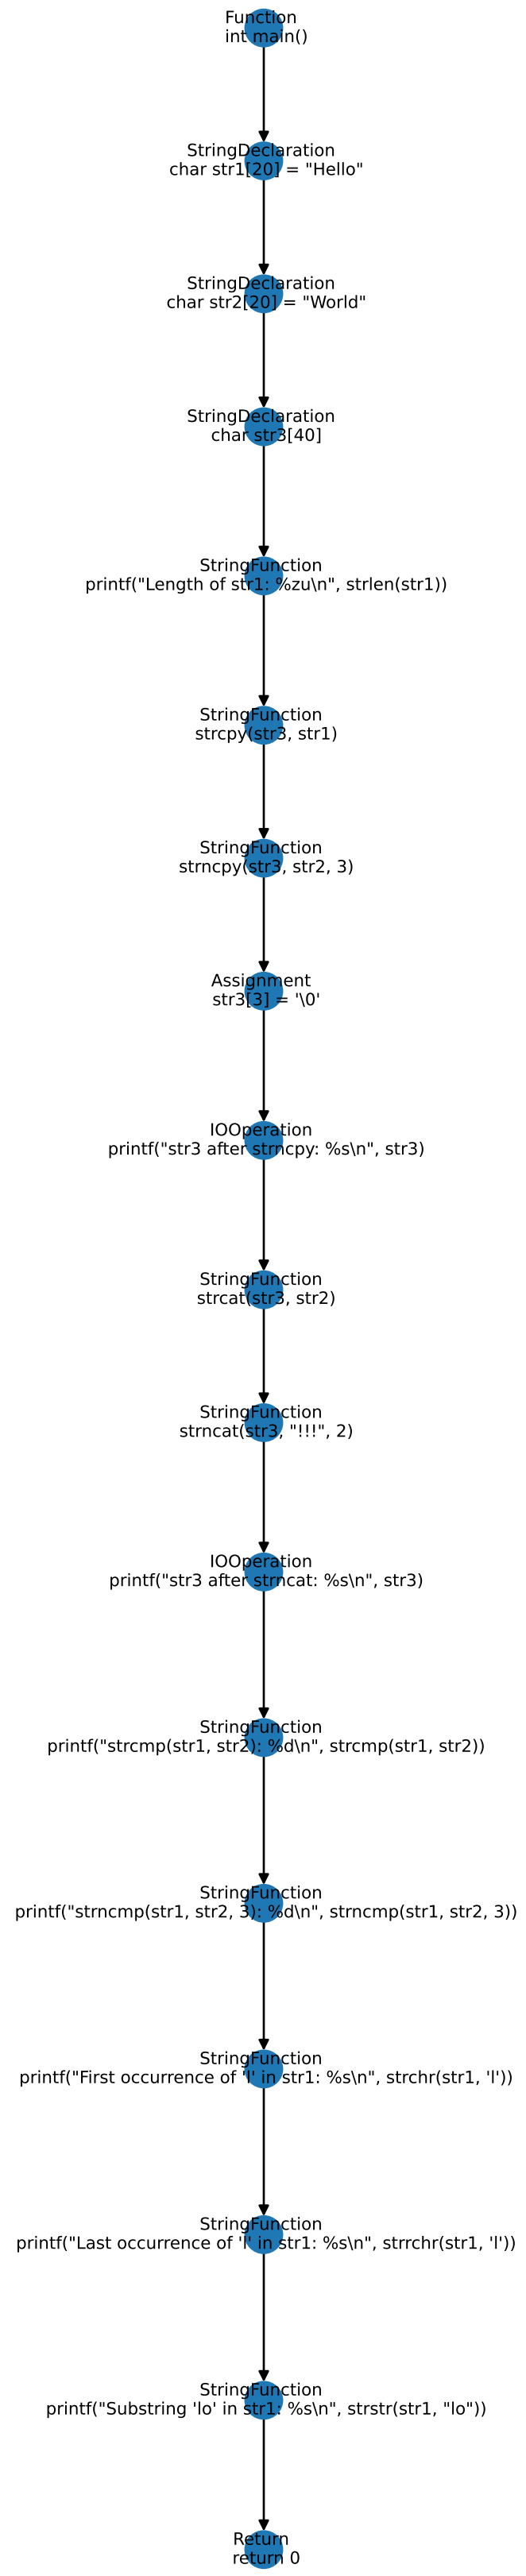 Function
int main()
StringDeclaration
char str1[20] = "Hello"
StringDeclaration
char str2[20] = "World"
StringDeclaration
char str3[40]
StringFunction
printf("Length of str1: %zu\n", strlen(str1))
StringFunction
strcpy(str3, str1)
StringFunction
strncpy(str3, str2, 3)
Assignment
str3[3] = '\0'
IOOperation
printf("str3 after strncpy: %s\n", str3)
StringFunction
strcat(str3, str2)
StringFunction
strncat(str3, "!!!", 2)
IOOperation
printf("str3 after strncat: %s\n", str3)
StringFunction
printf("strcmp(str1, str2): %d\n", strcmp(str1, str2))
StringFunction
printf("strncmp(str1, str2, 3): %d\n", strncmp(str1, str2, 3))
StringFunction
printf("First occurrence of 'l' in str1: %s\n", strchr(str1, 'l'))
StringFunction
printf("Last occurrence of 'l' in str1: %s\n", strrchr(str1, 'l'))
StringFunction
printf("Substring 'lo' in str1: %s\n", strstr(str1, "lo"))
Return
return 0